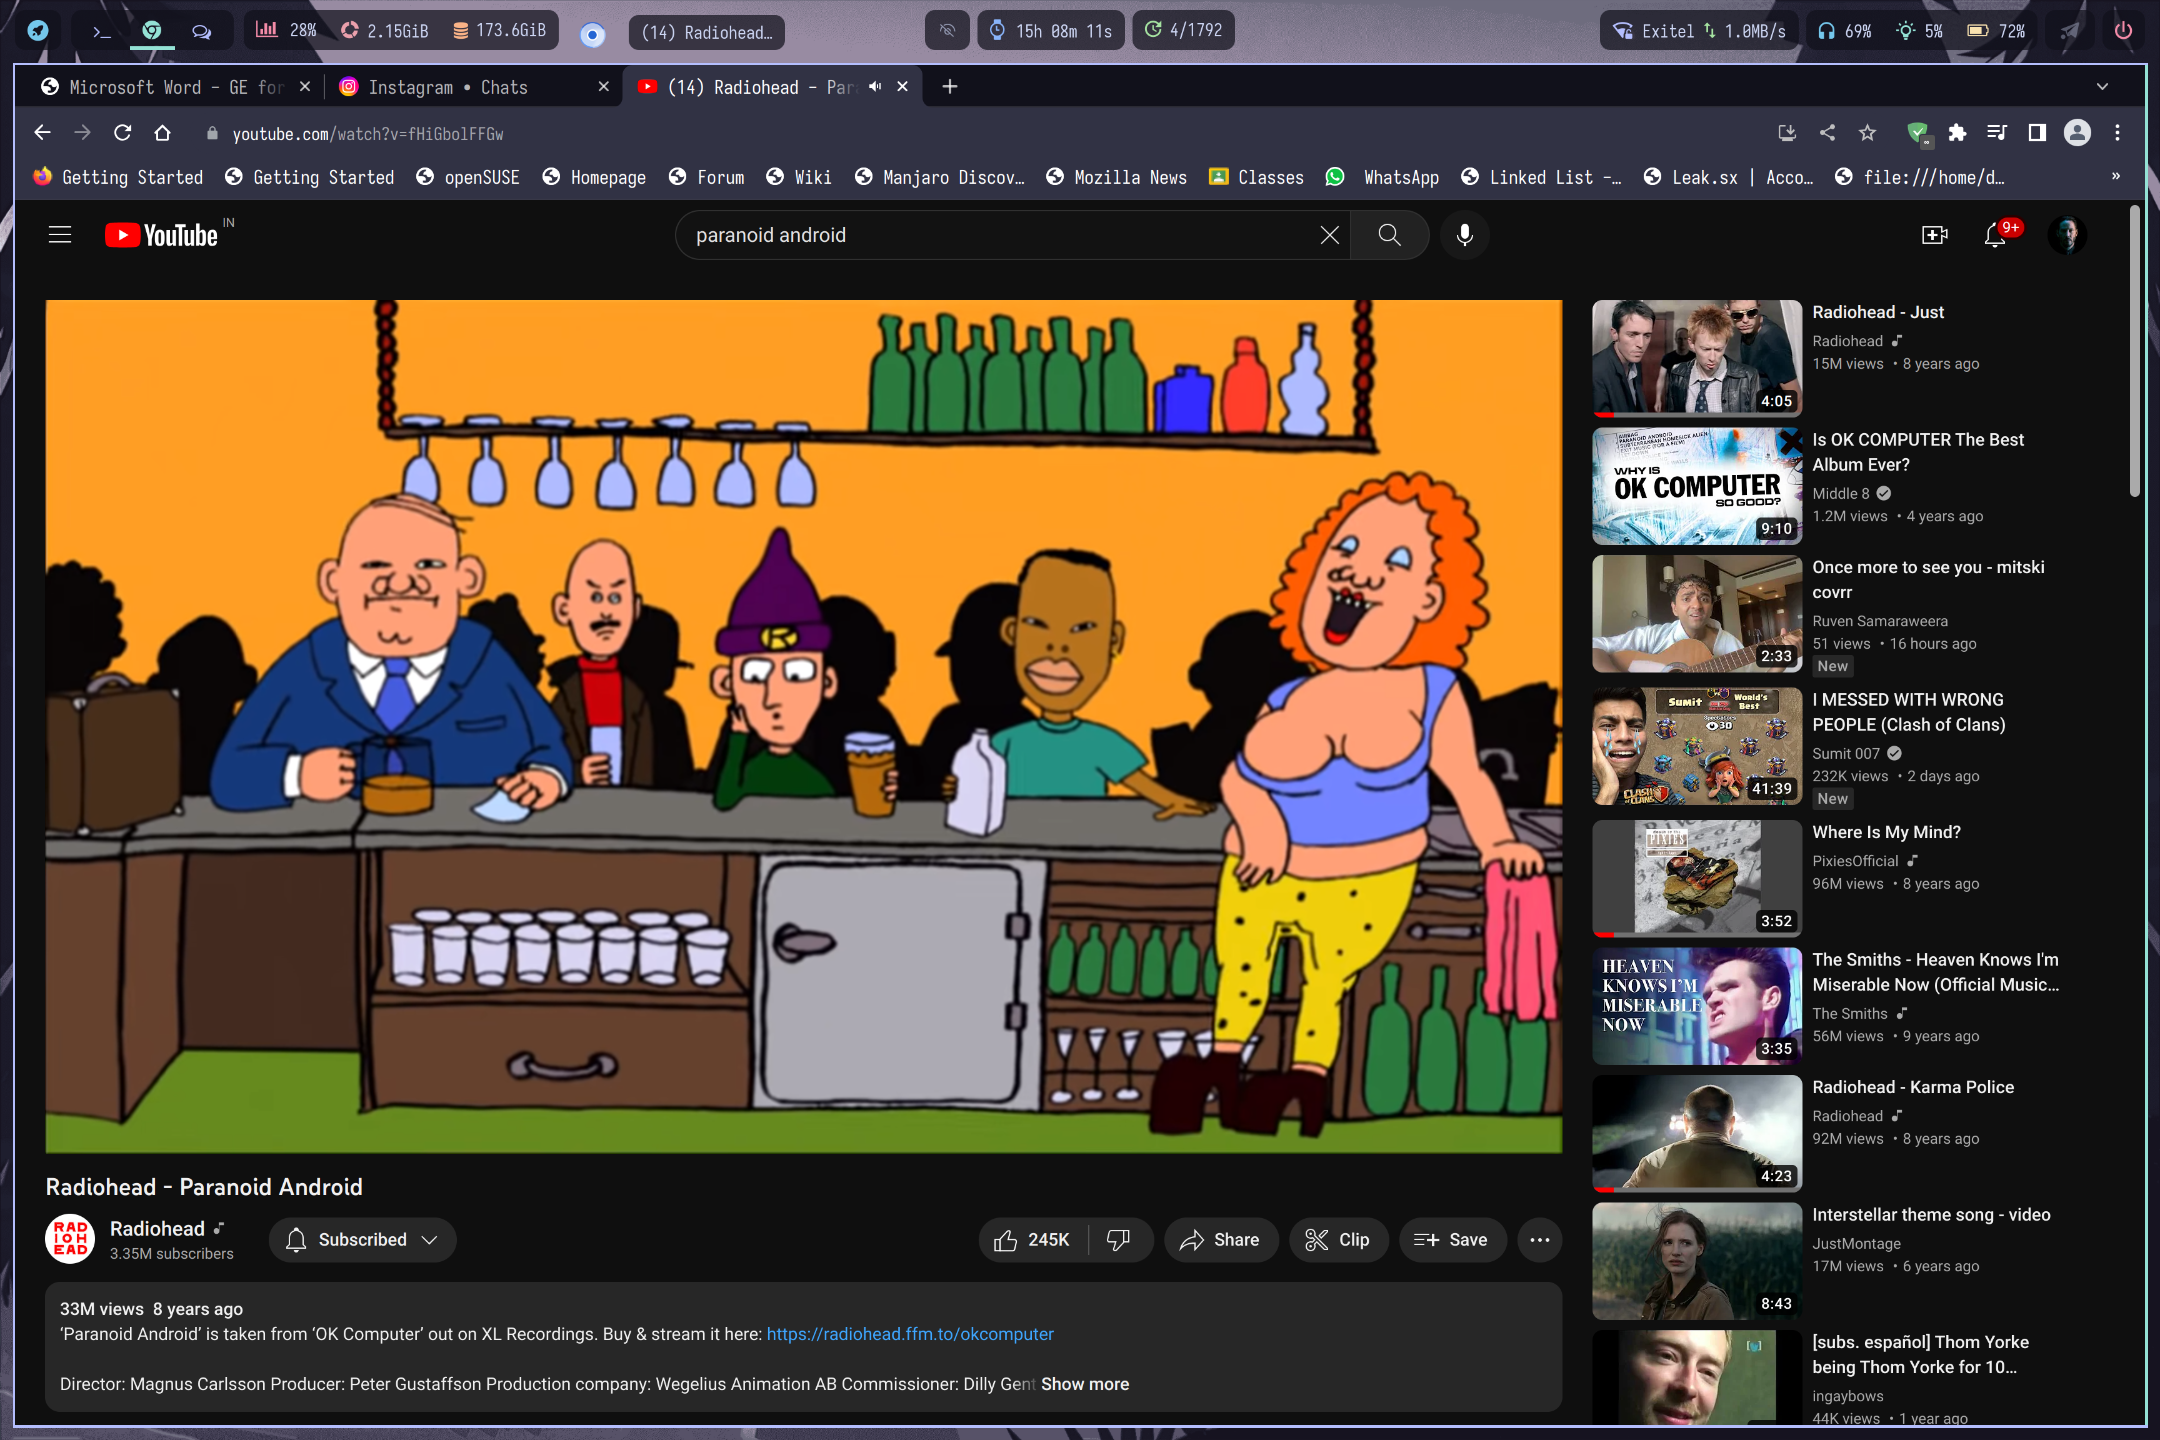 28% 2.15GiB 173.6GiB (14) Radiohead… 15h 08m 11s 4/1792 Exitel 1.0MB/s 69% 5% 72%
Microsoft Word - GE for Instagram • Chats (14) Radiohead - Par
youtube.com/watch?v=fHiGbolFFGw
Getting Started Getting Started openSUSE Homepage Forum Wiki Manjaro Discov… Mozilla News Classes WhatsApp Linked List -… Leak.sx | Acco… file:///home/d… »
YouTube IN
paranoid android
9+
Radiohead - Just
Radiohead
15M views • 8 years ago
4:05
WHY IS
OK COMPUTER
SO GOOD?
9:10
Is OK COMPUTER The Best
Album Ever?
Middle 8
1.2M views • 4 years ago
2:33
Once more to see you - mitski
covrr
Ruven Samaraweera
51 views • 16 hours ago
New
Sumit World's Best
Spectators
30
CLASH OF CLANS
41:39
I MESSED WITH WRONG
PEOPLE (Clash of Clans)
Sumit 007
232K views • 2 days ago
New
PIXIES
3:52
Where Is My Mind?
PixiesOfficial
96M views • 8 years ago
HEAVEN
KNOWS I'M
MISERABLE
NOW
3:35
The Smiths - Heaven Knows I'm
Miserable Now (Official Music…
The Smiths
56M views • 9 years ago
4:23
Radiohead - Karma Police
Radiohead
92M views • 8 years ago
8:43
Interstellar theme song - video
JustMontage
17M views • 6 years ago
[subs. español] Thom Yorke
being Thom Yorke for 10…
ingaybows
44K views • 1 year ago
R
Radiohead - Paranoid Android
RAD
IOH
EAD
Radiohead
3.35M subscribers
Subscribed
245K Share Clip Save
33M views 8 years ago
‘Paranoid Android’ is taken from ‘OK Computer’ out on XL Recordings. Buy & stream it here: https://radiohead.ffm.to/okcomputer
Director: Magnus Carlsson Producer: Peter Gustaffson Production company: Wegelius Animation AB Commissioner: Dilly Gent Show more